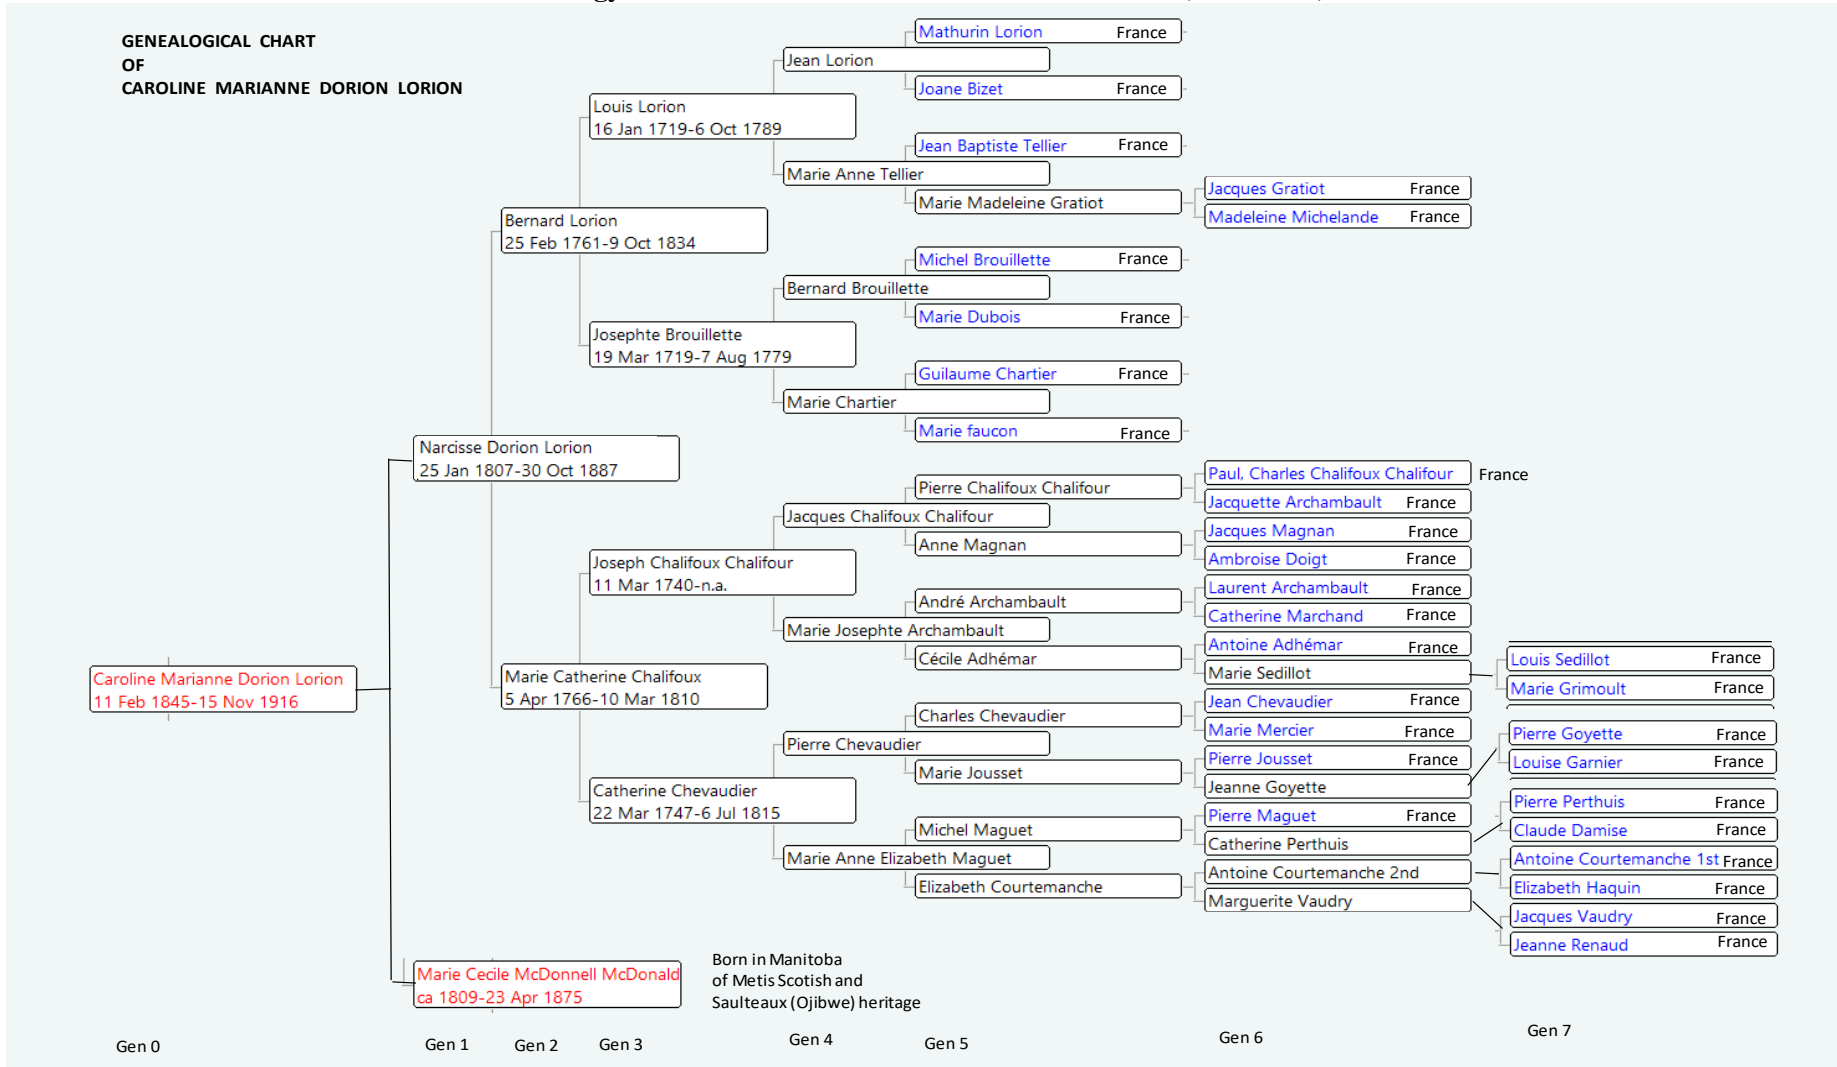 GENEALOGICAL CHART
OF
CAROLINE MARIANNE DORION LORION
Caroline Marianne Dorion Lorion
11 Feb 1845-15 Nov 1916
Narcisse Dorion Lorion
25 Jan 1807-30 Oct 1887
Marie Cecile McDonnell McDonald
ca 1809-23 Apr 1875
Born in Manitoba
of Metis Scotish and
Saulteaux (Ojibwe) heritage
Bernard Lorion
25 Feb 1761-9 Oct 1834
Marie Catherine Chalifoux
5 Apr 1766-10 Mar 1810
Louis Lorion
16 Jan 1719-6 Oct 1789
Josephte Brouillette
19 Mar 1719-7 Aug 1779
Joseph Chalifoux Chalifour
11 Mar 1740-n.a.
Catherine Chevaudier
22 Mar 1747-6 Jul 1815
Jean Lorion
Marie Anne Tellier
Bernard Brouillette
Marie Chartier
Jacques Chalifoux Chalifour
Marie Josephte Archambault
Pierre Chevaudier
Marie Anne Elizabeth Maguet
Mathurin Lorion France
Joane Bizet France
Jean Baptiste Tellier France
Marie Madeleine Gratiot
Michel Brouillette France
Marie Dubois France
Guilaume Chartier France
Marie faucon France
Pierre Chalifoux Chalifour
Anne Magnan
André Archambault
Cécile Adhémar
Charles Chevaudier
Marie Jousset
Michel Maguet
Elizabeth Courtemanche
Jacques Gratiot France
Madeleine Michelande France
Paul, Charles Chalifoux Chalifour France
Jacquette Archambault France
Jacques Magnan France
Ambroise Doigt France
Laurent Archambault France
Catherine Marchand France
Antoine Adhémar France
Marie Sedillot
Jean Chevaudier France
Marie Mercier France
Pierre Jousset France
Jeanne Goyette
Pierre Maguet France
Catherine Perthuis
Antoine Courtemanche 2nd
Marguerite Vaudry
Louis Sedillot France
Marie Grimoult France
Pierre Goyette France
Louise Garnier France
Pierre Perthuis France
Claude Damise France
Antoine Courtemanche 1st France
Elizabeth Haquin France
Jacques Vaudry France
Jeanne Renaud France
Gen 0
Gen 1
Gen 2
Gen 3
Gen 4
Gen 5
Gen 6
Gen 7